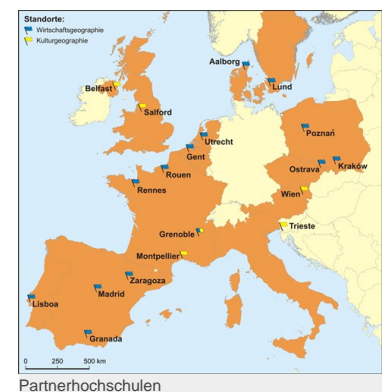 Standorte:
Wirtschaftsgeographie
Kulturgeographie
Aalborg
Lund
Belfast
Salford
Utrecht
Gent
Poznań
Rouen
Ostrava
Kraków
Rennes
Wien
Grenoble
Trieste
Montpellier
Zaragoza
Lisboa
Madrid
Granada
0 250 500 km
Partnerhochschulen